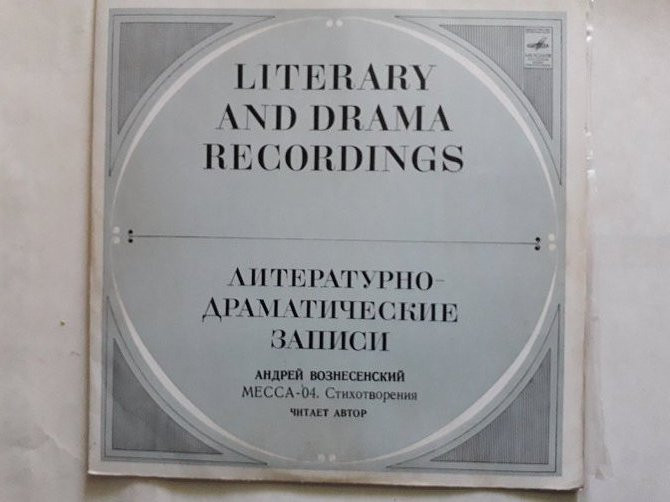 LITERARY
AND DRAMA
RECORDINGS
ЛИТЕРАТУРНО-
ДРАМАТИЧЕСКИЕ
ЗАПИСИ
АНДРЕЙ ВОЗНЕСЕНСКИЙ
МЕССА-04. Стихотворения
ЧИТАЕТ АВТОР